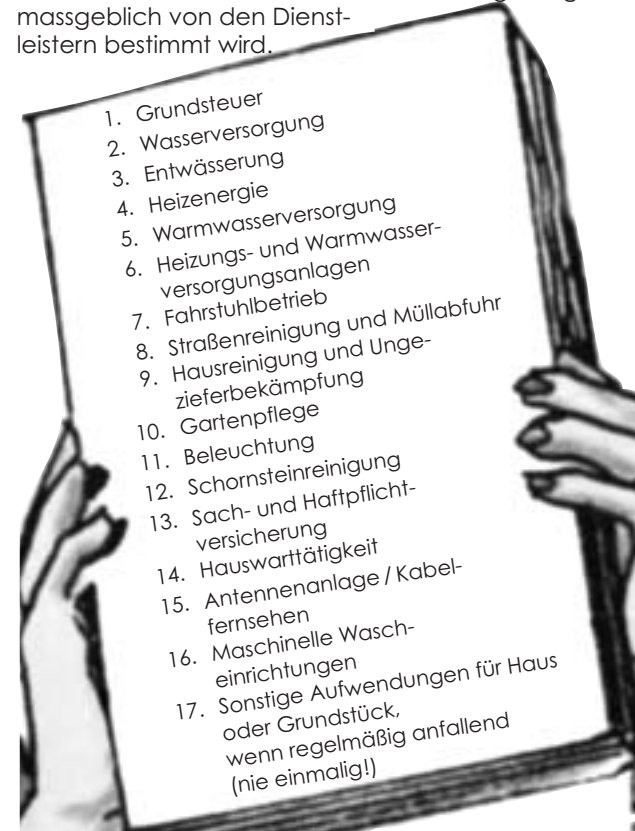 massgeblich von den Dienst-
leistern bestimmt wird.
1. Grundsteuer
2. Wasserversorgung
3. Entwässerung
4. Heizenergie
5. Warmwasserversorgung
6. Heizungs- und Warmwasser-
versorgungsanlagen
7. Fahrstuhlbetrieb
8. Straßenreinigung und Müllabfuhr
9. Hausreinigung und Unge-
zieferbekämpfung
10. Gartenpflege
11. Beleuchtung
12. Schornsteinreinigung
13. Sach- und Haftpflicht-
versicherung
14. Hauswarttätigkeit
15. Antennenanlage / Kabel-
fernsehen
16. Maschinelle Wasch-
einrichtungen
17. Sonstige Aufwendungen für Haus
oder Grundstück,
wenn regelmäßig anfallend
(nie einmalig!)